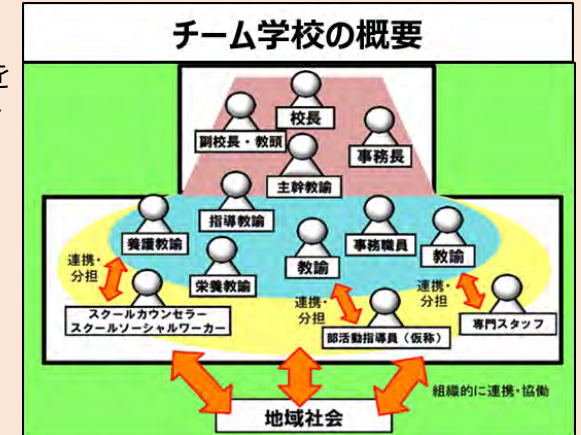 チーム学校の概要
を
校長
副校長・教頭
事務長
主幹教諭
指導教諭
養護教諭
事務職員
教諭
教諭
栄養教諭
連携・
分担
スクールカウンセラー
スクールソーシャルワーカー
連携・
分担
部活動指導員（仮称）
連携・
分担
専門スタッフ
組織的に連携・協働
地域社会